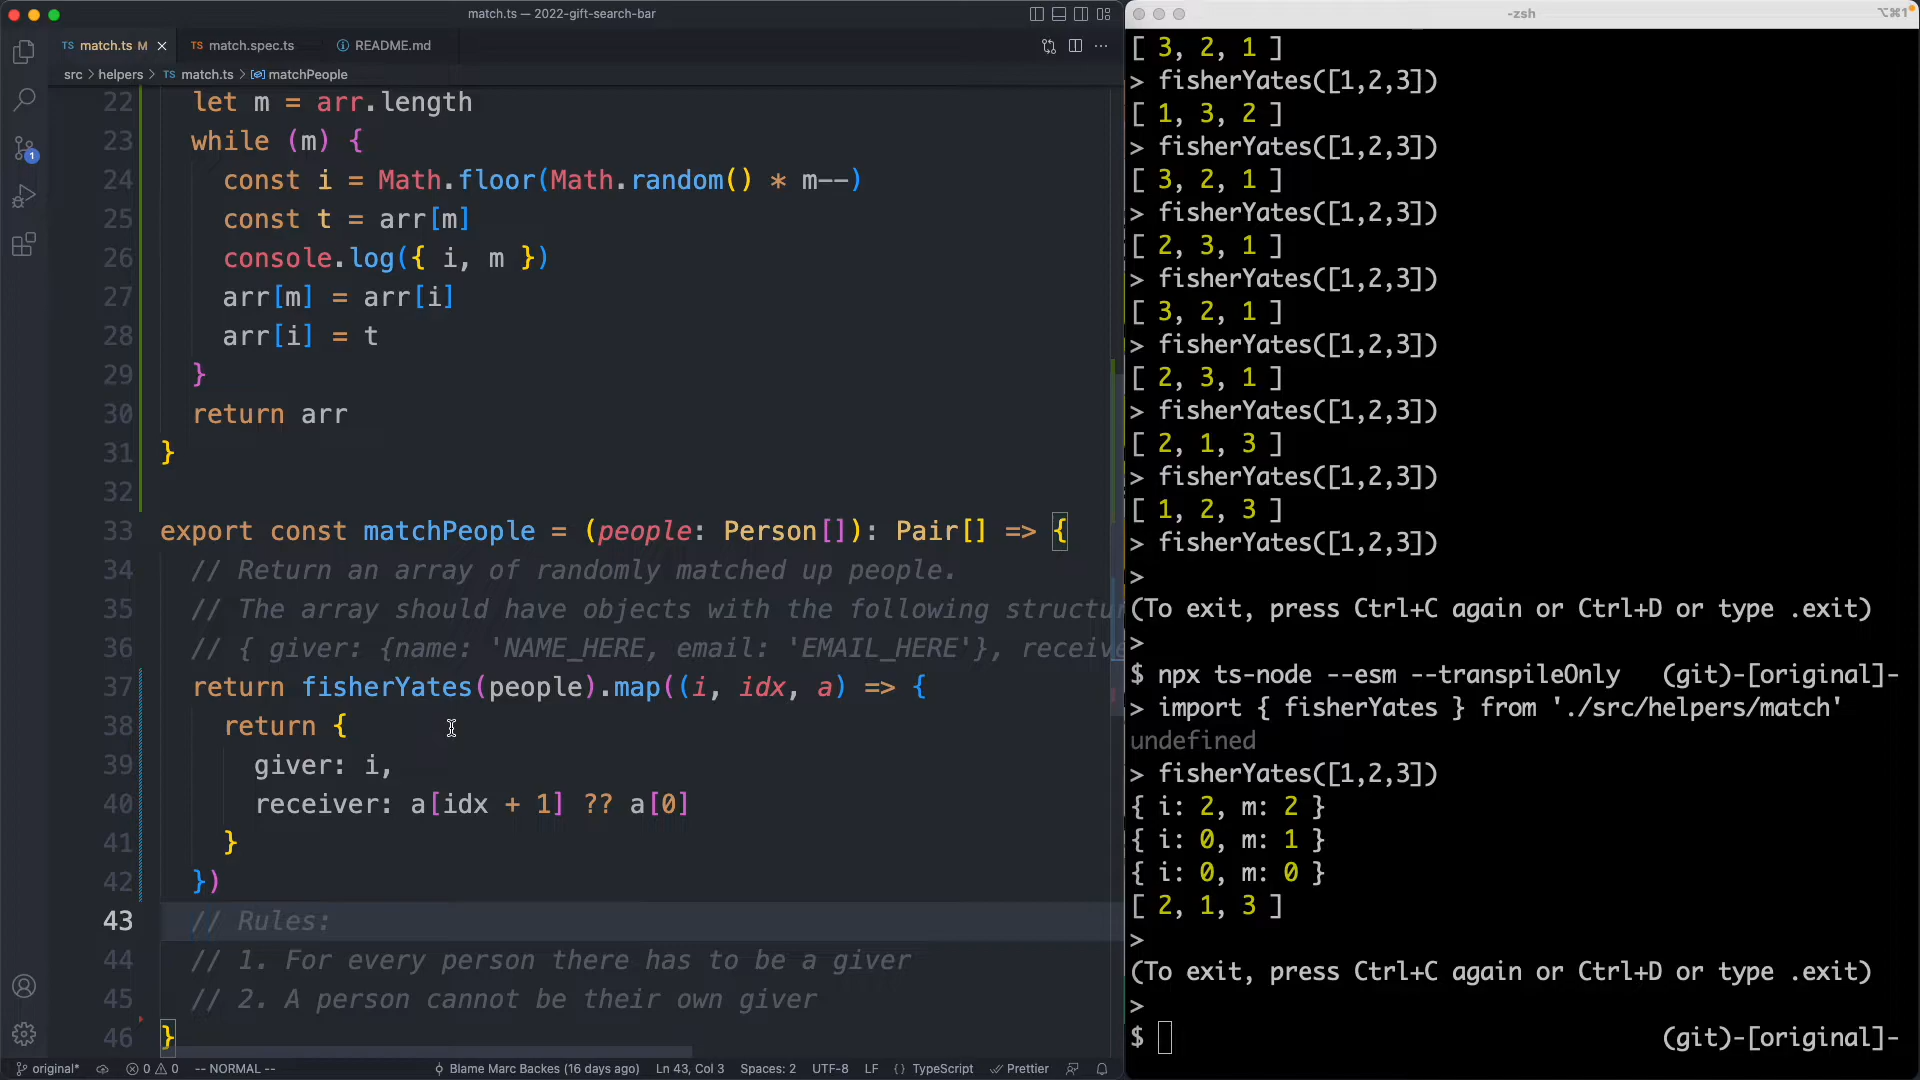 match.ts — 2022-gift-search-bar
TS match.ts M ×
TS match.spec.ts
README.md
···
src > helpers > TS match.ts > matchPeople
22 let m = arr.length
23 while (m) {
24 const i = Math.floor(Math.random() * m--)
25 const t = arr[m]
26 console.log({ i, m })
27 arr[m] = arr[i]
28 arr[i] = t
29 }
30 return arr
31 }
32
33 export const matchPeople = (people: Person[]): Pair[] => {
34 // Return an array of randomly matched up people.
35 // The array should have objects with the following structur
36 // { giver: {name: 'NAME_HERE, email: 'EMAIL_HERE'}, receive
37 return fisherYates(people).map((i, idx, a) => {
38 return {
39 giver: i,
40 receiver: a[idx + 1] ?? a[0]
41 }
42 })
43 // Rules:
44 // 1. For every person there has to be a giver
45 // 2. A person cannot be their own giver
46 }
1
original* 0 0 -- NORMAL -- Blame Marc Backes (16 days ago) Ln 43, Col 3 Spaces: 2 UTF-8 LF {} TypeScript Prettier
-zsh
⌥⌘1
[ 3, 2, 1 ]
> fisherYates([1,2,3])
[ 1, 3, 2 ]
> fisherYates([1,2,3])
[ 3, 2, 1 ]
> fisherYates([1,2,3])
[ 2, 3, 1 ]
> fisherYates([1,2,3])
[ 3, 2, 1 ]
> fisherYates([1,2,3])
[ 2, 3, 1 ]
> fisherYates([1,2,3])
[ 2, 1, 3 ]
> fisherYates([1,2,3])
[ 1, 2, 3 ]
> fisherYates([1,2,3])
>
(To exit, press Ctrl+C again or Ctrl+D or type .exit)
>
$ npx ts-node --esm --transpileOnly (git)-[original]-
> import { fisherYates } from './src/helpers/match'
undefined
> fisherYates([1,2,3])
{ i: 2, m: 2 }
{ i: 0, m: 1 }
{ i: 0, m: 0 }
[ 2, 1, 3 ]
>
(To exit, press Ctrl+C again or Ctrl+D or type .exit)
>
$ (git)-[original]-